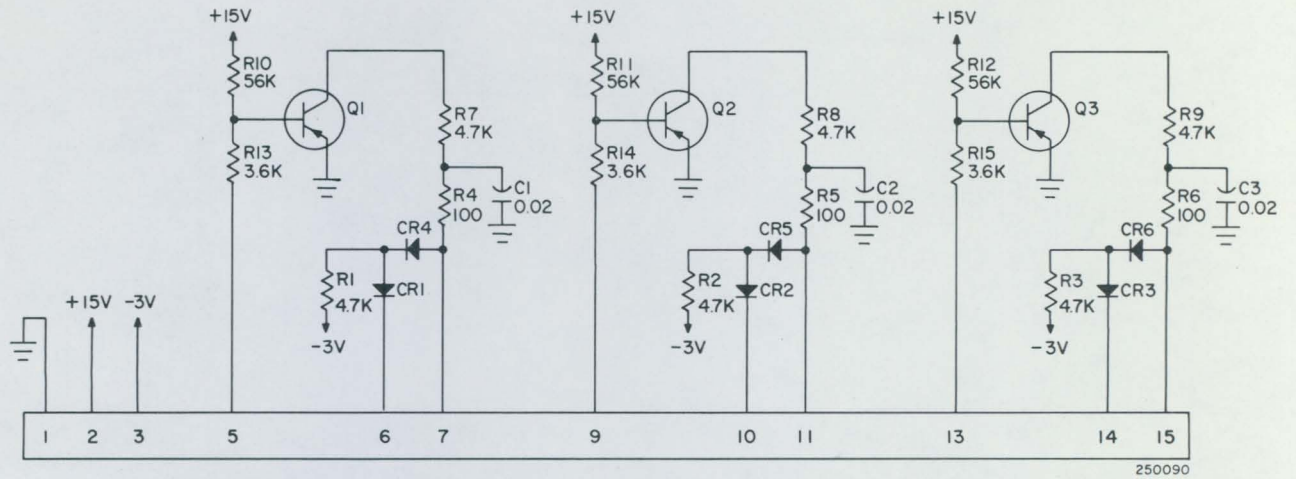 +15V
R10
56K
Q1
R7
4.7K
R13
3.6K
R4
100
C1
0.02
CR4
R1
4.7K
CR1
-3V
+15V
R11
56K
Q2
R8
4.7K
R14
3.6K
R5
100
C2
0.02
CR5
R2
4.7K
CR2
-3V
+15V
R12
56K
Q3
R9
4.7K
R15
3.6K
R6
100
C3
0.02
CR6
R3
4.7K
CR3
-3V
+15V -3V
1 2 3 5 6 7 9 10 11 13 14 15
250090